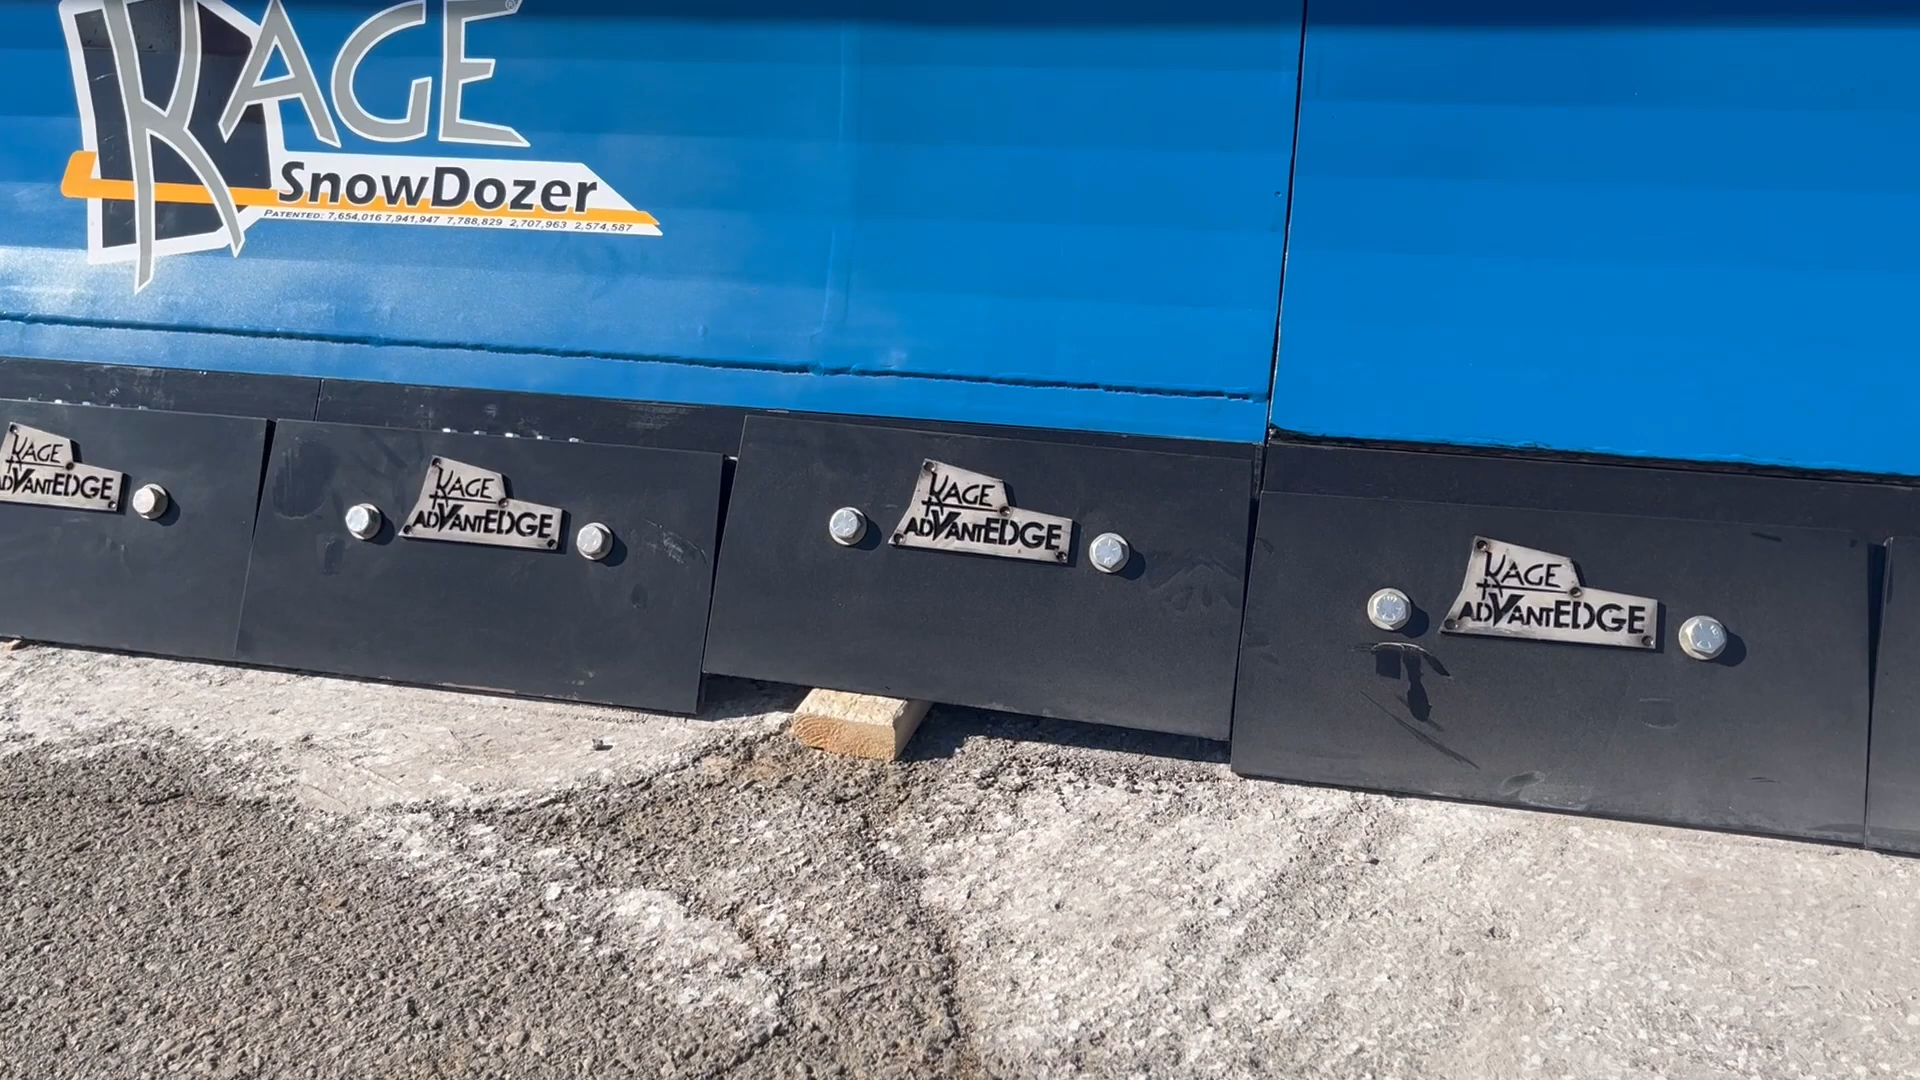 KAGE®
SnowDozer
PATENTED: 7,654,016 7,941,947 7,788,829 2,707,963 2,574,587
KAGE
ADVANTEDGE
KAGE
ADVANTEDGE
KAGE
ADVANTEDGE
KAGE
ADVANTEDGE